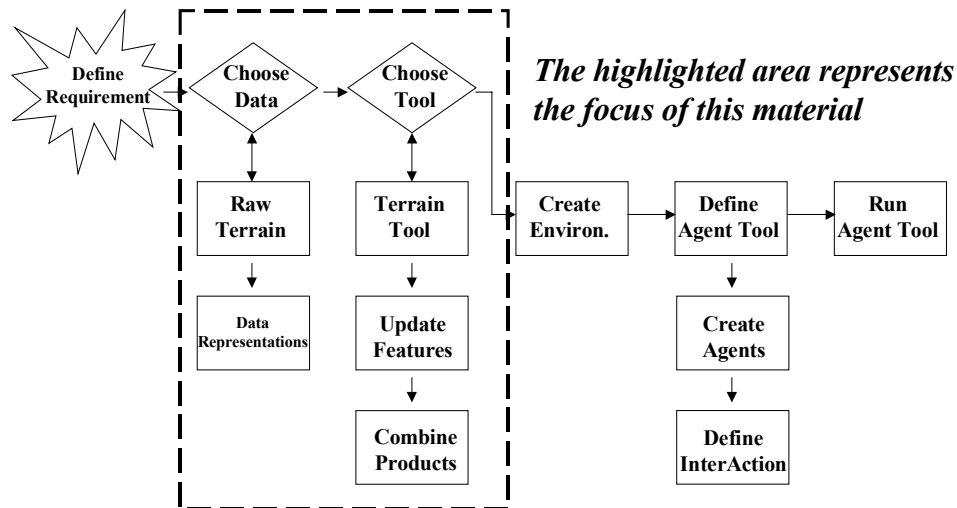 Define
Requirement
Choose
Data
Choose
Tool
The highlighted area represents
the focus of this material
Raw
Terrain
Terrain
Tool
Create
Environ.
Define
Agent Tool
Run
Agent Tool
Data
Representations
Update
Features
Create
Agents
Combine
Products
Define
InterAction